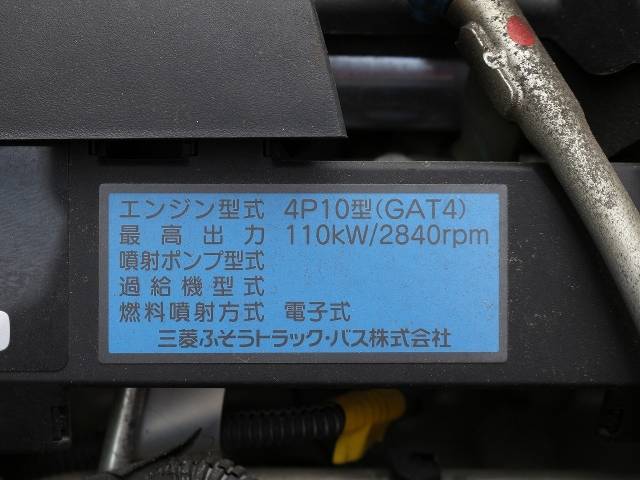 エンジン型式 4P10型(GAT4)
最高出力 110kW/2840rpm
噴射ポンプ型式
過給機型式
燃料噴射方式 電子式
三菱ふそうトラック・バス株式会社